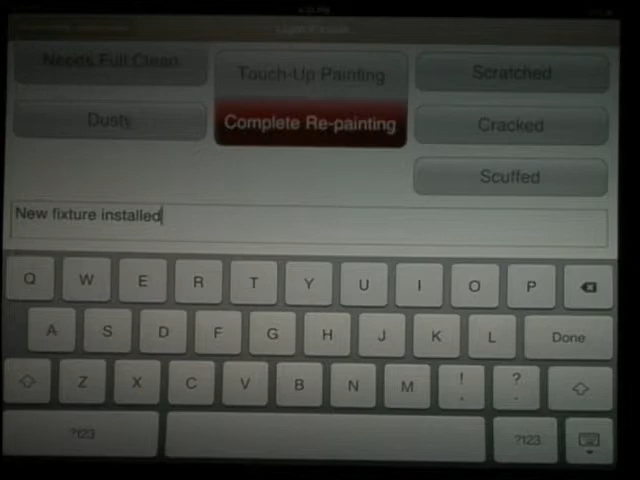 Needs Full Clean
Touch-Up Painting
Scratched
Dusty
Complete Re-painting
Cracked
Scuffed
New fixture installed
Q W E R T Y U I O P
A S D F G H J K L Done
Z X C V B N M ! , ? .
.?123 .?123